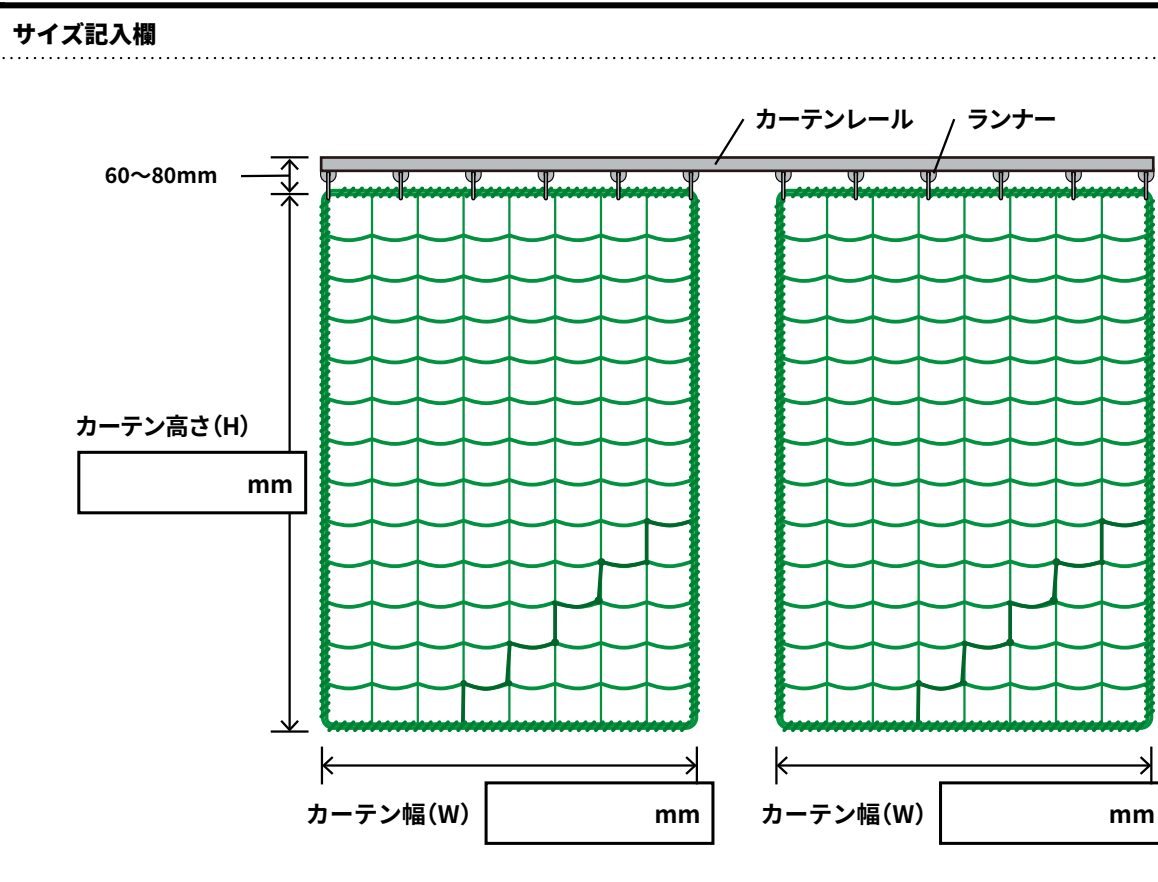 サイズ記入欄
カーテンレール
ランナー
60〜80mm
カーテン高さ(H)
mm
カーテン幅(W)
mm
カーテン幅(W)
mm